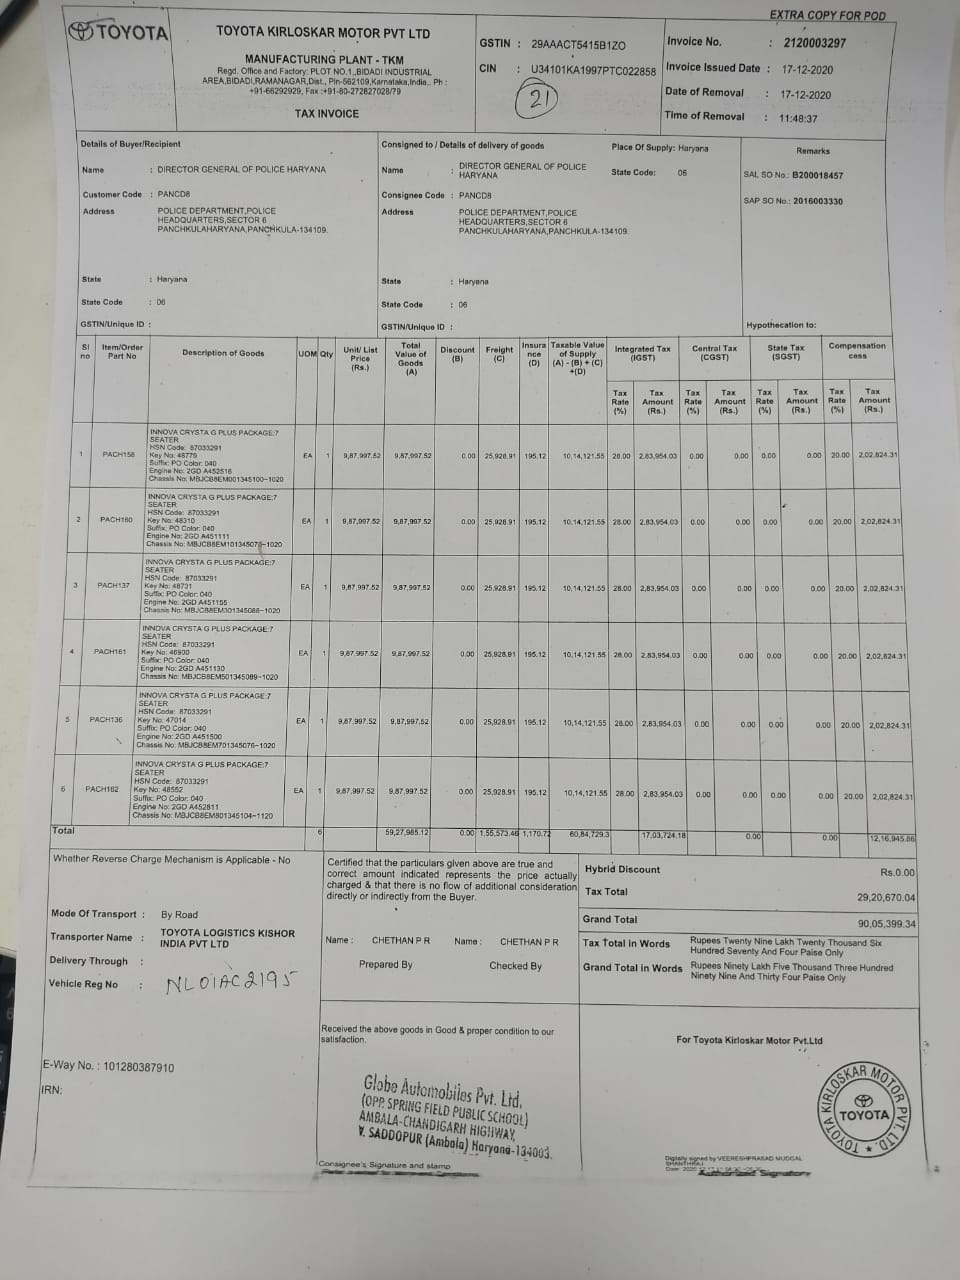 EXTRA COPY FOR POD
TOYOTA
TOYOTA KIRLOSKAR MOTOR PVT LTD
MANUFACTURING PLANT - TKM
Regd. Office and Factory: PLOT NO.1,,BIDADI INDUSTRIAL
AREA,BIDADI,RAMANAGAR,Dist., Pin-562109,Karnataka,India.. Ph :
+91-66292929, Fax :+91-80-272827028/79
TAX INVOICE
GSTIN : 29AAACT5415B1ZO
CIN : U34101KA1997PTC022858
21
Invoice No. : 2120003297
Invoice Issued Date : 17-12-2020
Date of Removal : 17-12-2020
Time of Removal : 11:48:37
Details of Buyer/Recipient
Name : DIRECTOR GENERAL OF POLICE HARYANA
Customer Code : PANCD8
Address POLICE DEPARTMENT,POLICE
HEADQUARTERS,SECTOR 6
PANCHKULAHARYANA,PANCHKULA-134109.
State : Haryana
State Code : 06
GSTIN/Unique ID :
Consigned to / Details of delivery of goods
Place Of Supply: Haryana
Name : DIRECTOR GENERAL OF POLICE
HARYANA
State Code: 06
Consignee Code : PANCD8
Address POLICE DEPARTMENT,POLICE
HEADQUARTERS,SECTOR 6
PANCHKULAHARYANA,PANCHKULA-134109.
State : Haryana
State Code : 06
GSTIN/Unique ID :
Remarks
SAL SO No.: B200018457
SAP SO No.: 2016003330
Hypothecation to:
Sl no Item/Order Part No Description of Goods UOM Qty Unit/ List Price (Rs.) Total Value of Goods (A) Discount (B) Freight (C) Insura nce (D) Taxable Value of Supply (A) - (B) + (C) +(D) Integrated Tax (IGST) Central Tax (CGST) State Tax (SGST) Compensation cess
Tax Rate (%) Tax Amount (Rs.) Tax Rate (%) Tax Amount (Rs.) Tax Rate (%) Tax Amount (Rs.) Tax Rate (%) Tax Amount (Rs.)
INNOVA CRYSTA G PLUS PACKAGE:7
SEATER
HSN Code: 87033291
1 PACH158 Key No: 48779 EA 1 9,87,997.52 9,87,997.52 0.00 25,928.91 195.12 10,14,121.55 28.00 2,83,954.03 0.00 0.00 0.00 0.00 20.00 2,02,824.31
Suffix: PO Color: 040
Engine No: 2GD A452516
Chassis No: MBJCB8EM001345100-1020
INNOVA CRYSTA G PLUS PACKAGE:7
SEATER
HSN Code: 87033291
2 PACH160 Key No: 48310 EA 1 9,87,997.52 9,87,997.52 0.00 25,928.91 195.12 10,14,121.55 28.00 2,83,954.03 0.00 0.00 0.00 0.00 20.00 2,02,824.31
Suffix: PO Color: 040
Engine No: 2GD A451111
Chassis No: MBJCB8EM101345073-1020
INNOVA CRYSTA G PLUS PACKAGE:7
SEATER
HSN Code: 87033291
3 PACH137 Key No: 48731 EA 1 9,87,997.52 9,87,997.52 0.00 25,928.91 195.12 10,14,121.55 28.00 2,83,954.03 0.00 0.00 0.00 0.00 20.00 2,02,824.31
Suffix: PO Color: 040
Engine No: 2GD A451155
Chassis No: MBJCB8EM301345088-1020
INNOVA CRYSTA G PLUS PACKAGE:7
SEATER
HSN Code: 87033291
4 PACH161 Key No: 46900 EA 1 9,87,997.52 9,87,997.52 0.00 25,928.91 195.12 10,14,121.55 28.00 2,83,954.03 0.00 0.00 0.00 0.00 20.00 2,02,824.31
Suffix: PO Color: 040
Engine No: 2GD A451130
Chassis No: MBJCB8EM501345089-1020
INNOVA CRYSTA G PLUS PACKAGE:7
SEATER
HSN Code: 87033291
5 PACH136 Key No: 47014 EA 1 9,87,997.52 9,87,997.52 0.00 25,928.91 195.12 10,14,121.55 28.00 2,83,954.03 0.00 0.00 0.00 0.00 20.00 2,02,824.31
Suffix: PO Color: 040
Engine No: 2GD A451500
Chassis No: MBJCB8EM701345076-1020
INNOVA CRYSTA G PLUS PACKAGE:7
SEATER
HSN Code: 87033291
6 PACH162 Key No: 48552 EA 1 9,87,997.52 9,87,997.52 0.00 25,928.91 195.12 10,14,121.55 28.00 2,83,954.03 0.00 0.00 0.00 0.00 20.00 2,02,824.31
Suffix: PO Color: 040
Engine No: 2GD A452811
Chassis No: MBJCB8EM801345104-1120
Total 6 59,27,985.12 0.00 1,55,573.46 1,170.72 60,84,729.3 17,03,724.18 0.00 0.00 12,16,945.86
Whether Reverse Charge Mechanism is Applicable - No
Mode Of Transport : By Road
Transporter Name : TOYOTA LOGISTICS KISHOR
INDIA PVT LTD
Delivery Through :
Vehicle Reg No : NL01AC2195
E-Way No. : 101280387910
IRN:
Certified that the particulars given above are true and
correct amount indicated represents the price actually
charged & that there is no flow of additional consideration
directly or indirectly from the Buyer.
Name : CHETHAN P R Name : CHETHAN P R
Prepared By Checked By
Received the above goods in Good & proper condition to our
satisfaction.
Globe Automobiles Pvt. Ltd.
(OPP. SPRING FIELD PUBLIC SCHOOL)
AMBALA-CHANDIGARH HIGHWAY,
V. SADDOPUR (Ambala) Haryana-134003.
Consignee's Signature and stamp
Hybrid Discount Rs.0.00
Tax Total 29,20,670.04
Grand Total 90,05,399.34
Tax Total in Words Rupees Twenty Nine Lakh Twenty Thousand Six
Hundred Seventy And Four Paise Only
Grand Total in Words Rupees Ninety Lakh Five Thousand Three Hundred
Ninety Nine And Thirty Four Paise Only
For Toyota Kirloskar Motor Pvt.Ltd
TOYOTA KIRLOSKAR MOTOR PVT. LTD.
TOYOTA
Digitally signed by VEERESHPRASAD MUDGAL
SHANTHRAJ
Authorized Signatory